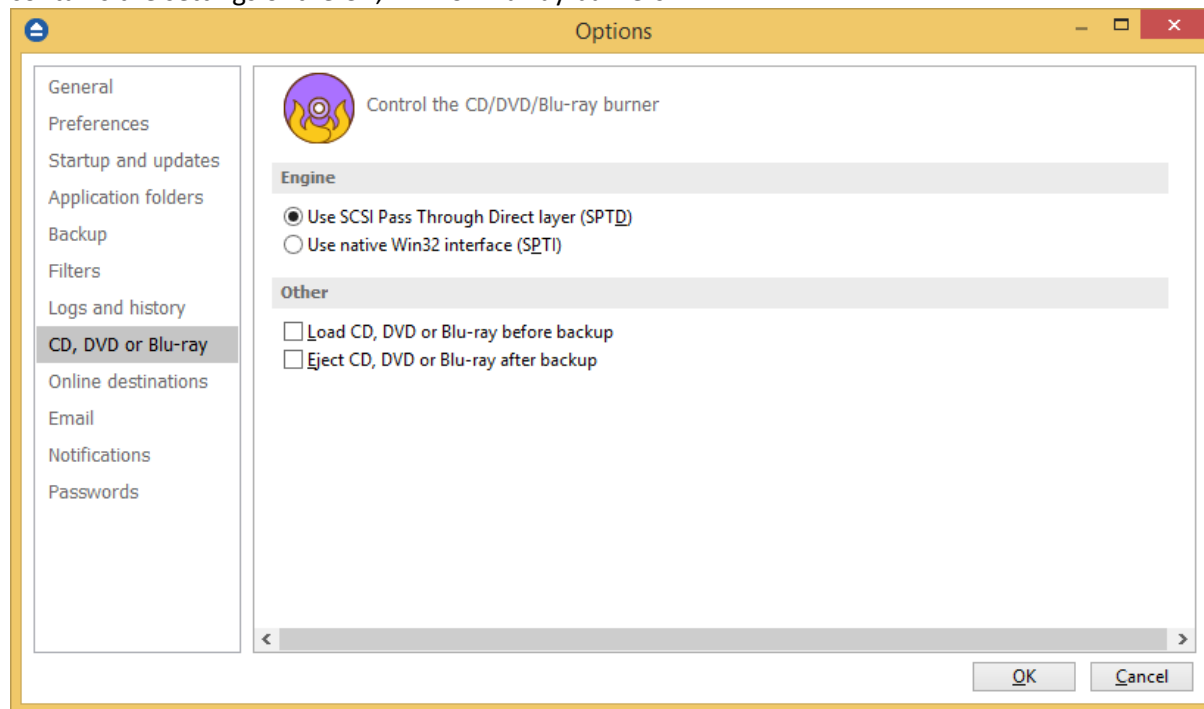 Options
General
Preferences
Startup and updates
Application folders
Backup
Filters
Logs and history
CD, DVD or Blu-ray
Online destinations
Email
Notifications
Passwords
Control the CD/DVD/Blu-ray burner
Engine
Use SCSI Pass Through Direct layer (SPTD)
Use native Win32 interface (SPTI)
Other
Load CD, DVD or Blu-ray before backup
Eject CD, DVD or Blu-ray after backup
OK
Cancel